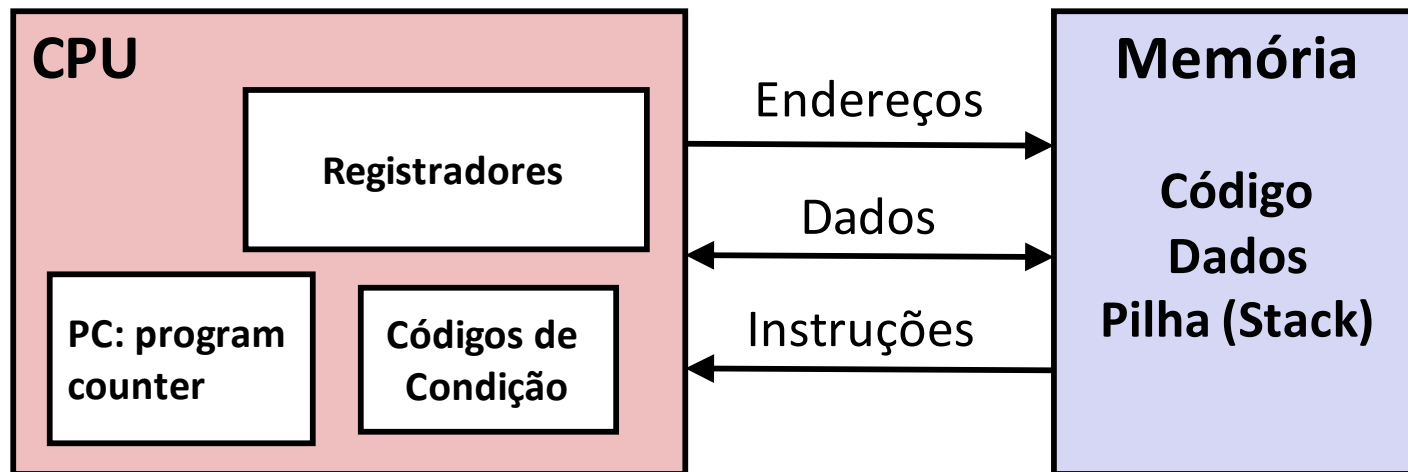 CPU
Registradores
PC: program
counter
Códigos de
Condição
Endereços
Dados
Instruções
Memória
Código
Dados
Pilha (Stack)